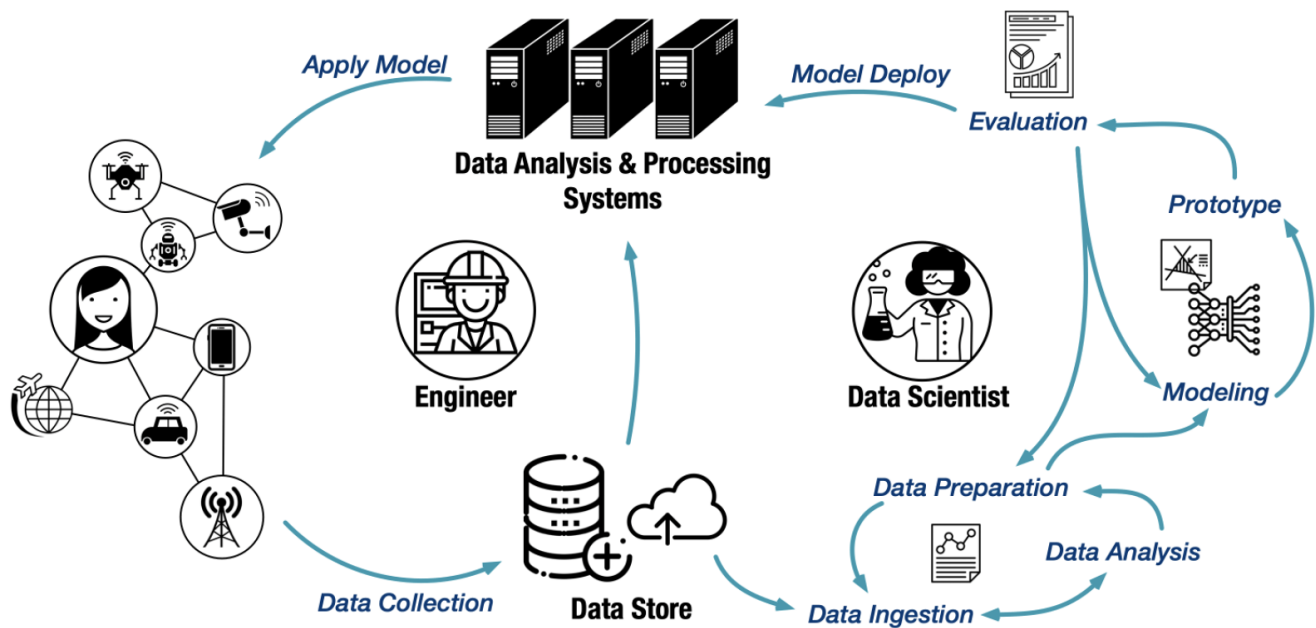 Apply Model
Model Deploy
Evaluation
Data Analysis & Processing
Systems
Prototype
Engineer
Data Scientist
Modeling
Data Preparation
Data Analysis
Data Collection
Data Store
Data Ingestion